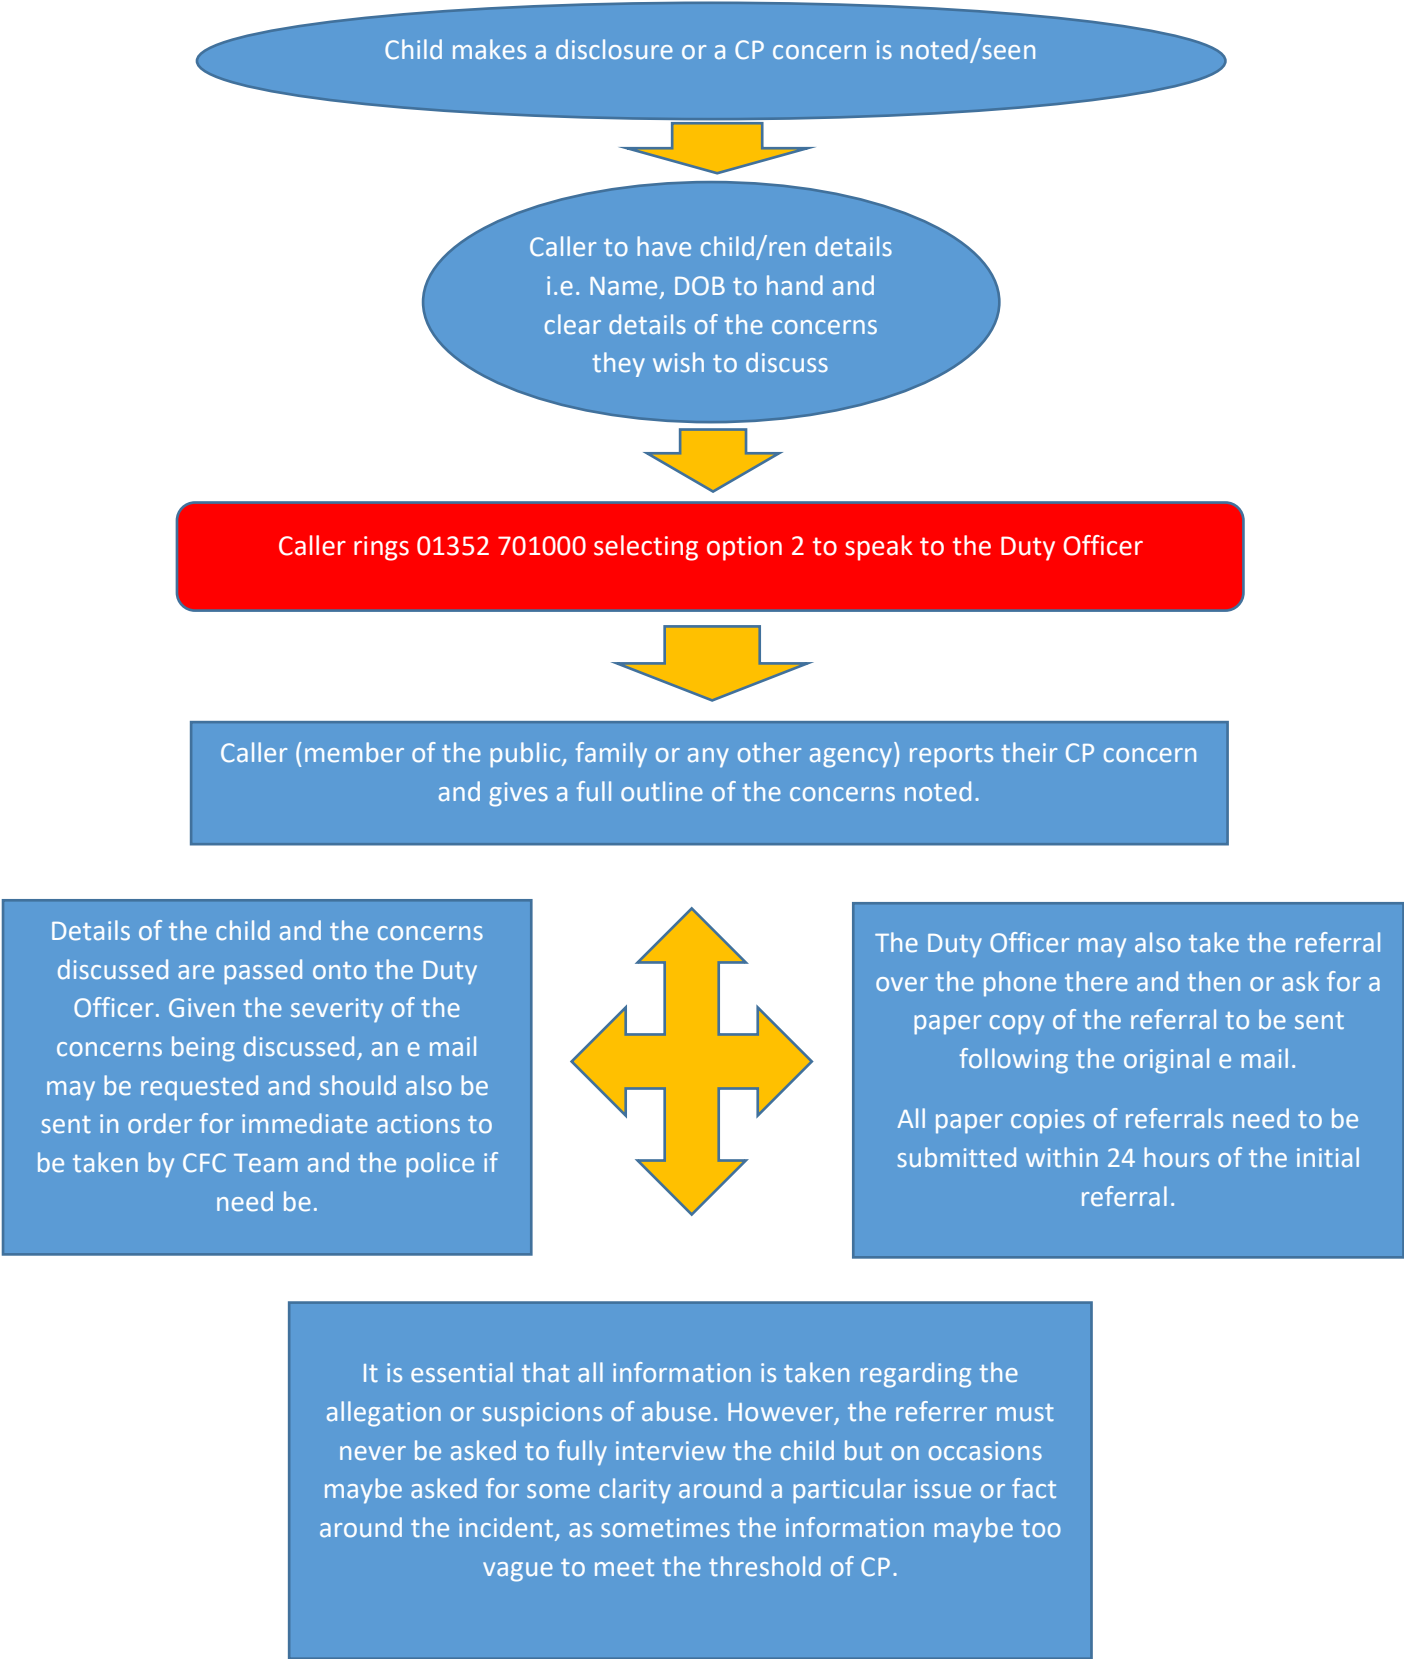 Child makes a disclosure or a CP concern is noted/seen
Caller to have child/ren details
i.e. Name, DOB to hand and
clear details of the concerns
they wish to discuss
Caller rings 01352 701000 selecting option 2 to speak to the Duty Officer
Caller (member of the public, family or any other agency) reports their CP concern
and gives a full outline of the concerns noted.
Details of the child and the concerns
discussed are passed onto the Duty
Officer. Given the severity of the
concerns being discussed, an e mail
may be requested and should also be
sent in order for immediate actions to
be taken by CFC Team and the police if
need be.
The Duty Officer may also take the referral
over the phone there and then or ask for a
paper copy of the referral to be sent
following the original e mail.
All paper copies of referrals need to be
submitted within 24 hours of the initial
referral.
It is essential that all information is taken regarding the
allegation or suspicions of abuse. However, the referrer must
never be asked to fully interview the child but on occasions
maybe asked for some clarity around a particular issue or fact
around the incident, as sometimes the information maybe too
vague to meet the threshold of CP.